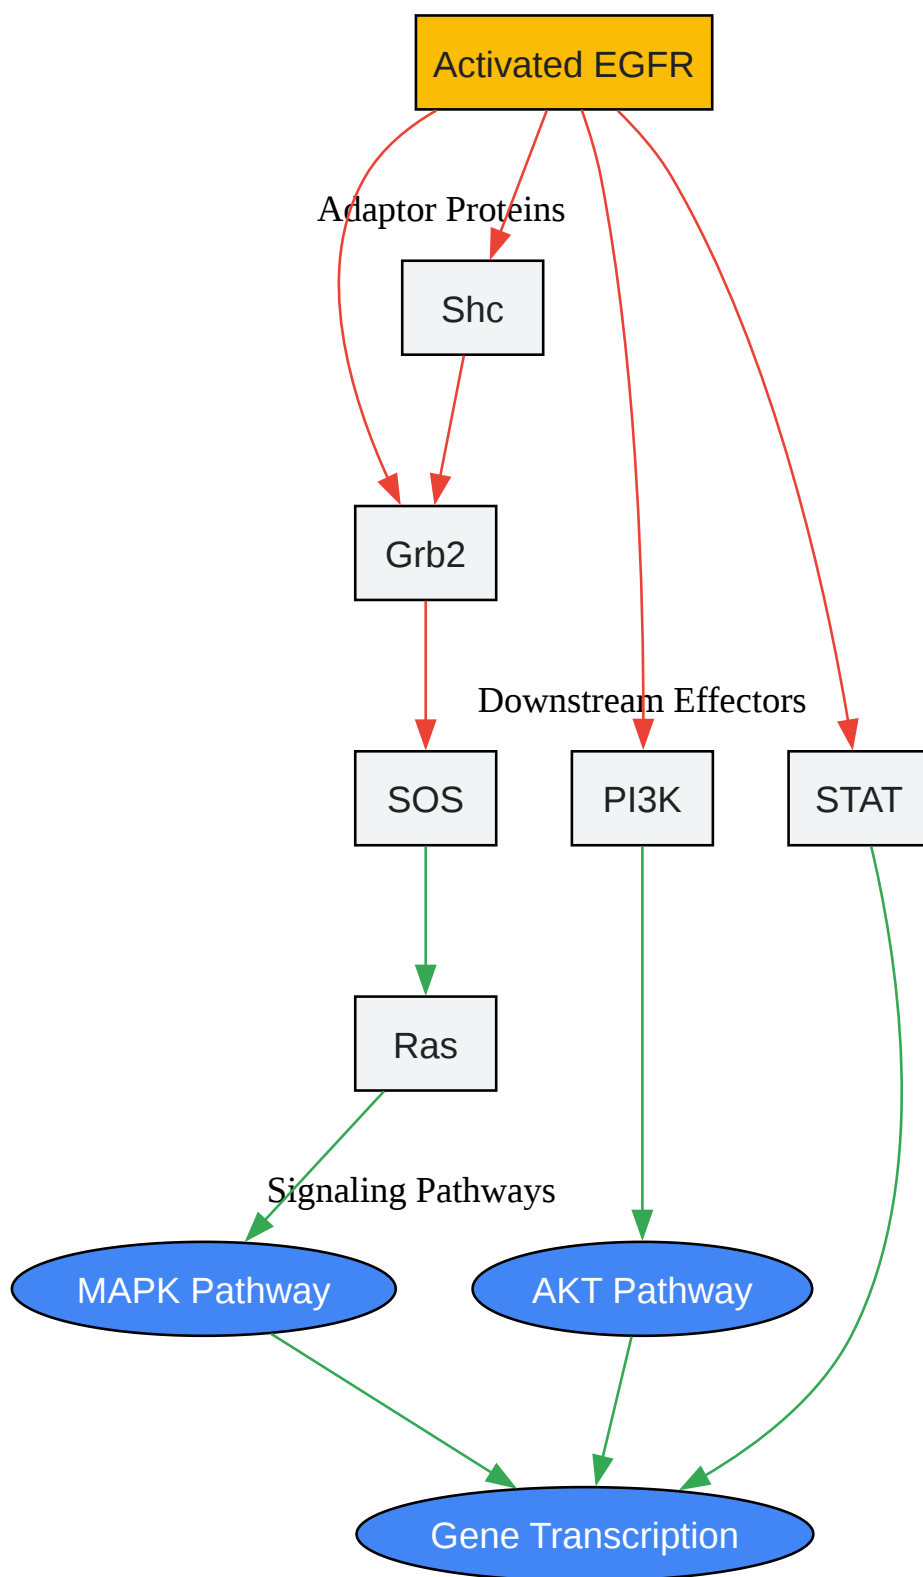 Activated EGFR
Adaptor Proteins
Shc
Grb2
Downstream Effectors
SOS
PI3K
STAT
Ras
Signaling Pathways
MAPK Pathway
AKT Pathway
Gene Transcription